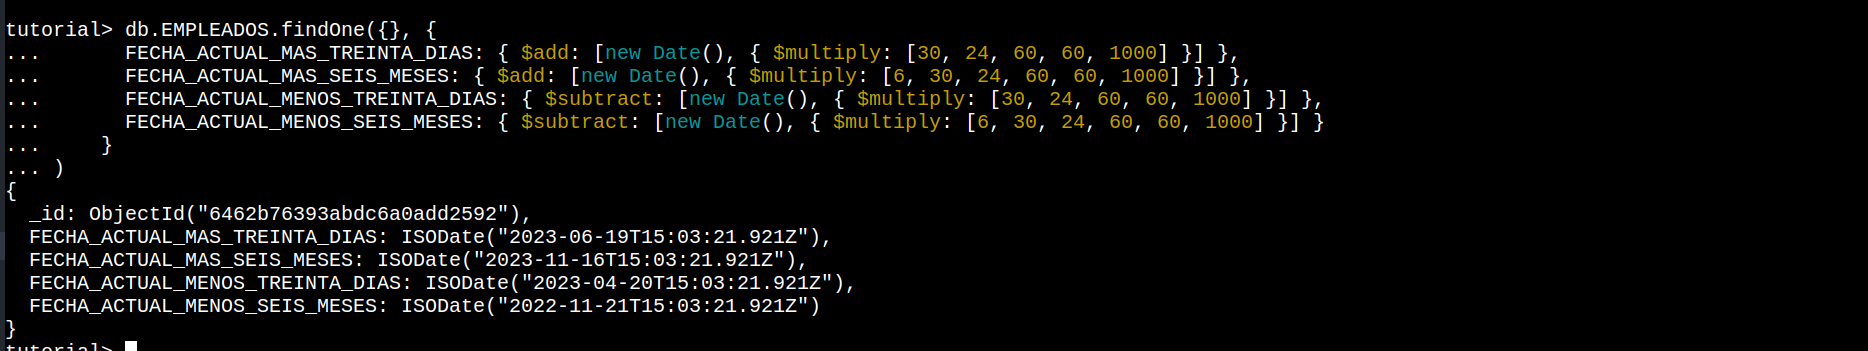 tutorial> db.EMPLEADOS.findOne({}, {
...       FECHA_ACTUAL_MAS_TREINTA_DIAS: { $add: [new Date(), { $multiply: [30, 24, 60, 60, 1000] }] },
...       FECHA_ACTUAL_MAS_SEIS_MESES: { $add: [new Date(), { $multiply: [6, 30, 24, 60, 60, 1000] }] },
...       FECHA_ACTUAL_MENOS_TREINTA_DIAS: { $subtract: [new Date(), { $multiply: [30, 24, 60, 60, 1000] }] },
...       FECHA_ACTUAL_MENOS_SEIS_MESES: { $subtract: [new Date(), { $multiply: [6, 30, 24, 60, 60, 1000] }] }
...     }
... )
{
  _id: ObjectId("6462b76393abdc6a0add2592"),
  FECHA_ACTUAL_MAS_TREINTA_DIAS: ISODate("2023-06-19T15:03:21.921Z"),
  FECHA_ACTUAL_MAS_SEIS_MESES: ISODate("2023-11-16T15:03:21.921Z"),
  FECHA_ACTUAL_MENOS_TREINTA_DIAS: ISODate("2023-04-20T15:03:21.921Z"),
  FECHA_ACTUAL_MENOS_SEIS_MESES: ISODate("2022-11-21T15:03:21.921Z")
}
tutorial>